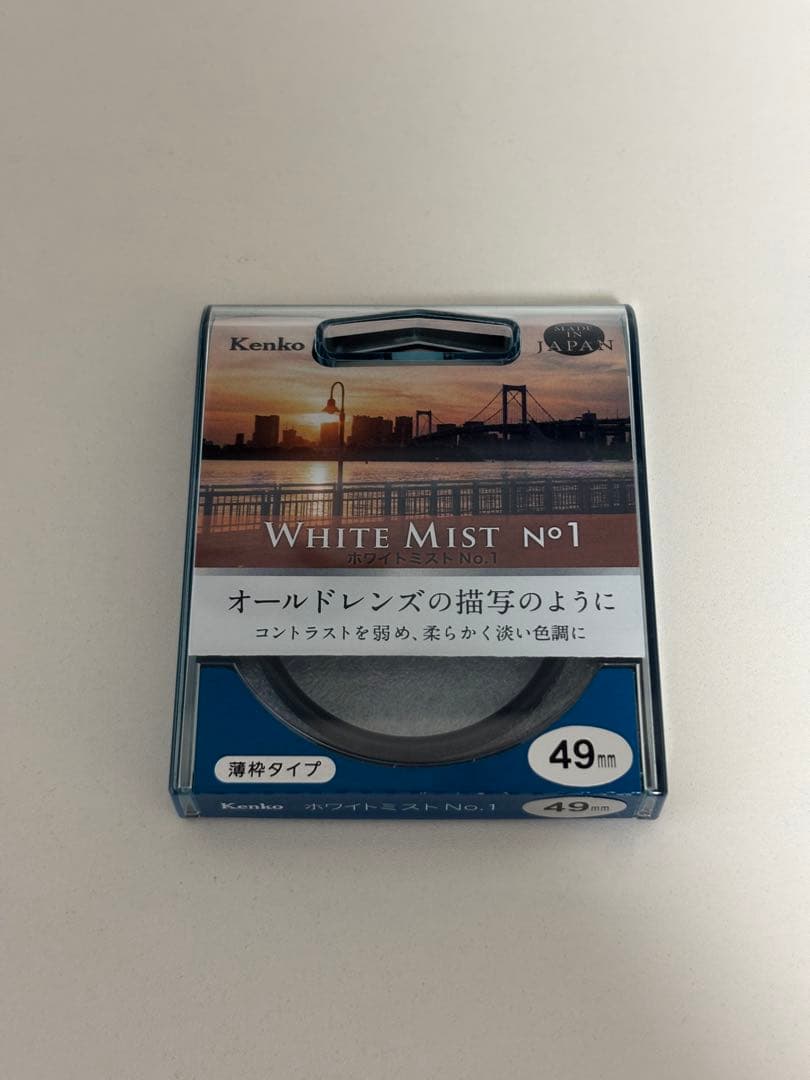 Kenko
MADE
IN
JAPAN
WHITE MIST No1
ホワイトミスト No.1
オールドレンズの描写のように
コントラストを弱め、柔らかく淡い色調に
薄枠タイプ
49mm
Kenko ホワイトミスト No.1 49mm